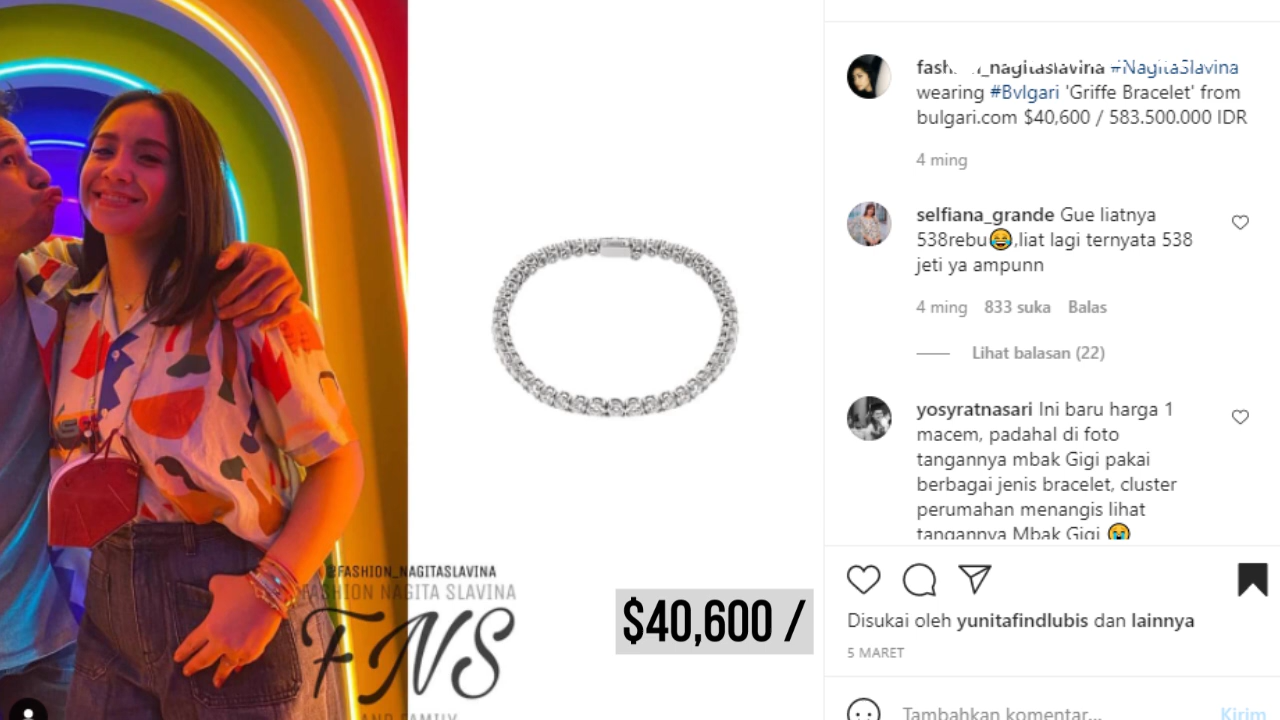 @FASHION_NAGITASLAVINA
FASHION NAGITA SLAVINA
FNS
AND FAMILY
$40,600 /
_nagitaslavina #NagitaSlavina
wearing #Bvlgari 'Griffe Bracelet' from
bulgari.com $40,600 / 583.500.000 IDR
4 ming
selfiana_grande Gue liatnya
538rebu😂,liat lagi ternyata 538
jeti ya ampunn
4 ming 833 suka Balas
Lihat balasan (22)
yosyratnasari Ini baru harga 1
macem, padahal di foto
tangannya mbak Gigi pakai
berbagai jenis bracelet, cluster
perumahan menangis lihat
tangannya Mbak Gigi 😭
Disukai oleh yunitafindlubis dan lainnya
5 MARET
Tambahkan komentar...
Kirim